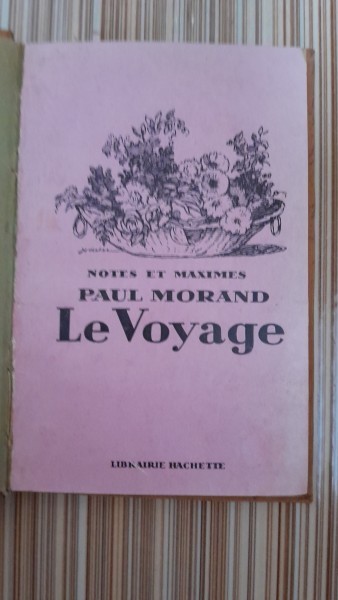 NOTES ET MAXIMES
PAUL MORAND
Le Voyage
LIBRAIRIE HACHETTE